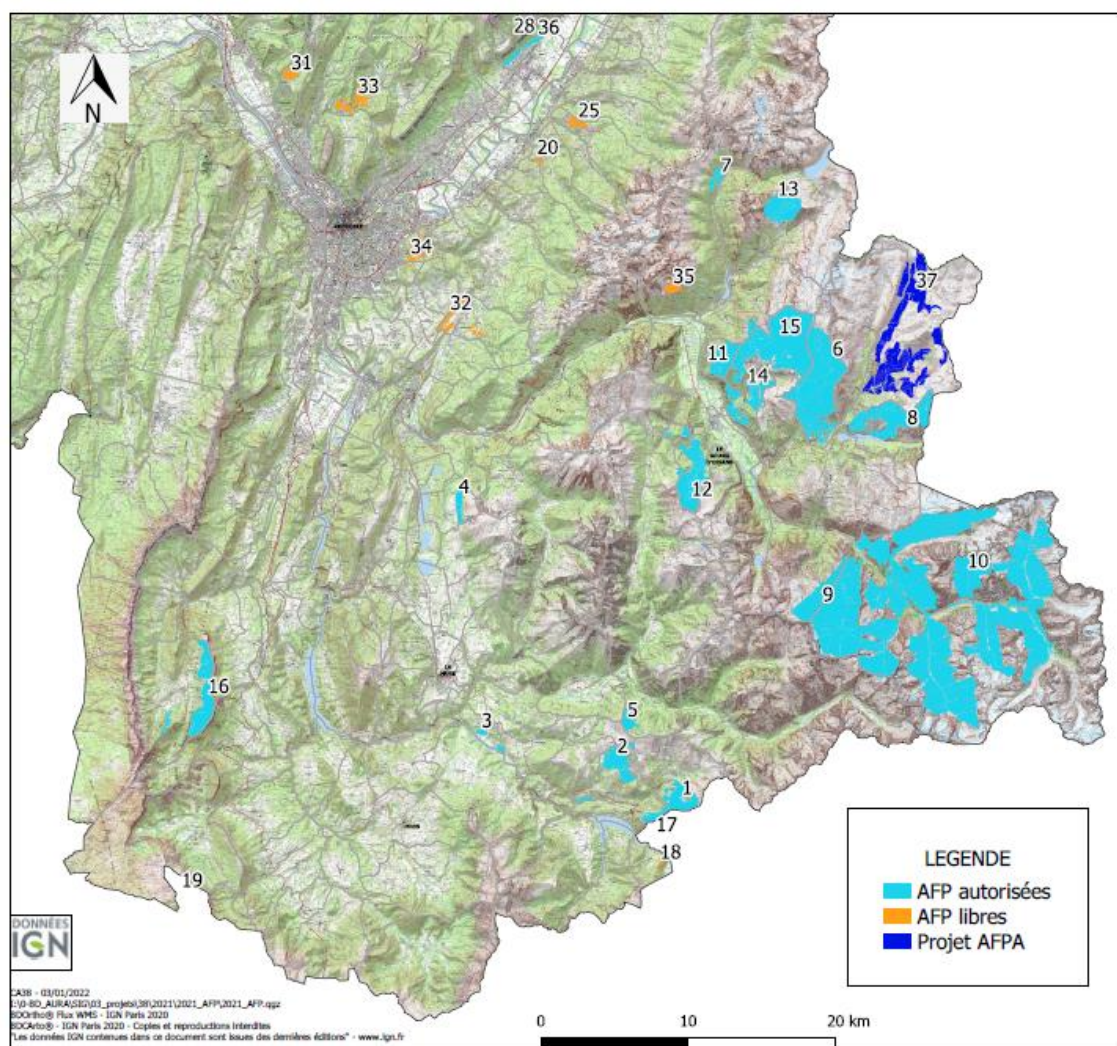 28 36
31
33
N
25
20
7
13
34
35
37
32
15
11
6
14
8
12
4
10
9
16
5
3
2
1
17
18
19
LEGENDE
AFP autorisées
AFP libres
Projet AFPA
DONNÉES
IGN
CA38 - 03/01/2022
BDOrtho® Flux WMS - IGN Paris 2020
BDCArto® - IGN Paris 2020 - Copies et reproductions interdites
"Les données IGN contenues dans ce document sont issues des dernières éditions" - www.ign.fr
0 10 20 km